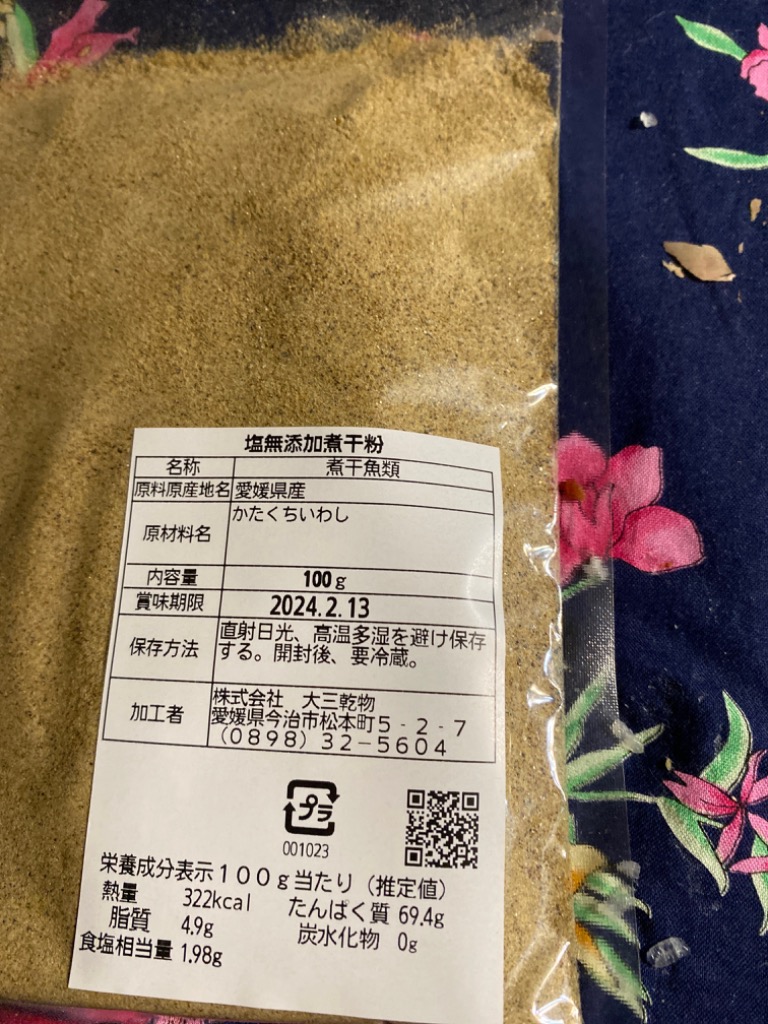 塩無添加煮干粉
名称 煮干魚類
原料原産地名 愛媛県産
原材料名 かたくちいわし
内容量 100g
賞味期限 2024.2.13
保存方法 直射日光、高温多湿を避け保存
する。開封後、要冷蔵。
加工者 株式会社 大三乾物
愛媛県今治市松本町5-2-7
(0898)32-5604
プラ
001023
栄養成分表示100g当たり(推定値)
熱量 322kcal たんぱく質 69.4g
脂質 4.9g 炭水化物 0g
食塩相当量 1.98g